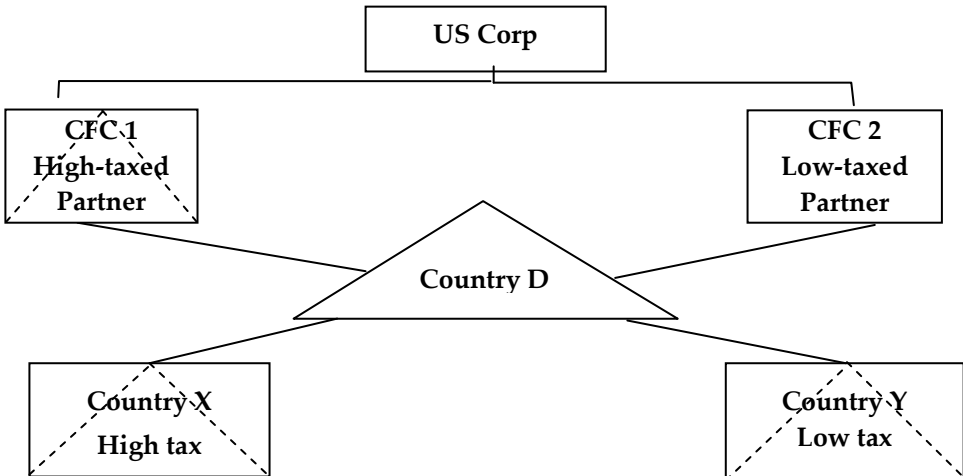 US Corp
CFC 1
High-taxed
Partner
CFC 2
Low-taxed
Partner
Country D
Country X
High tax
Country Y
Low tax